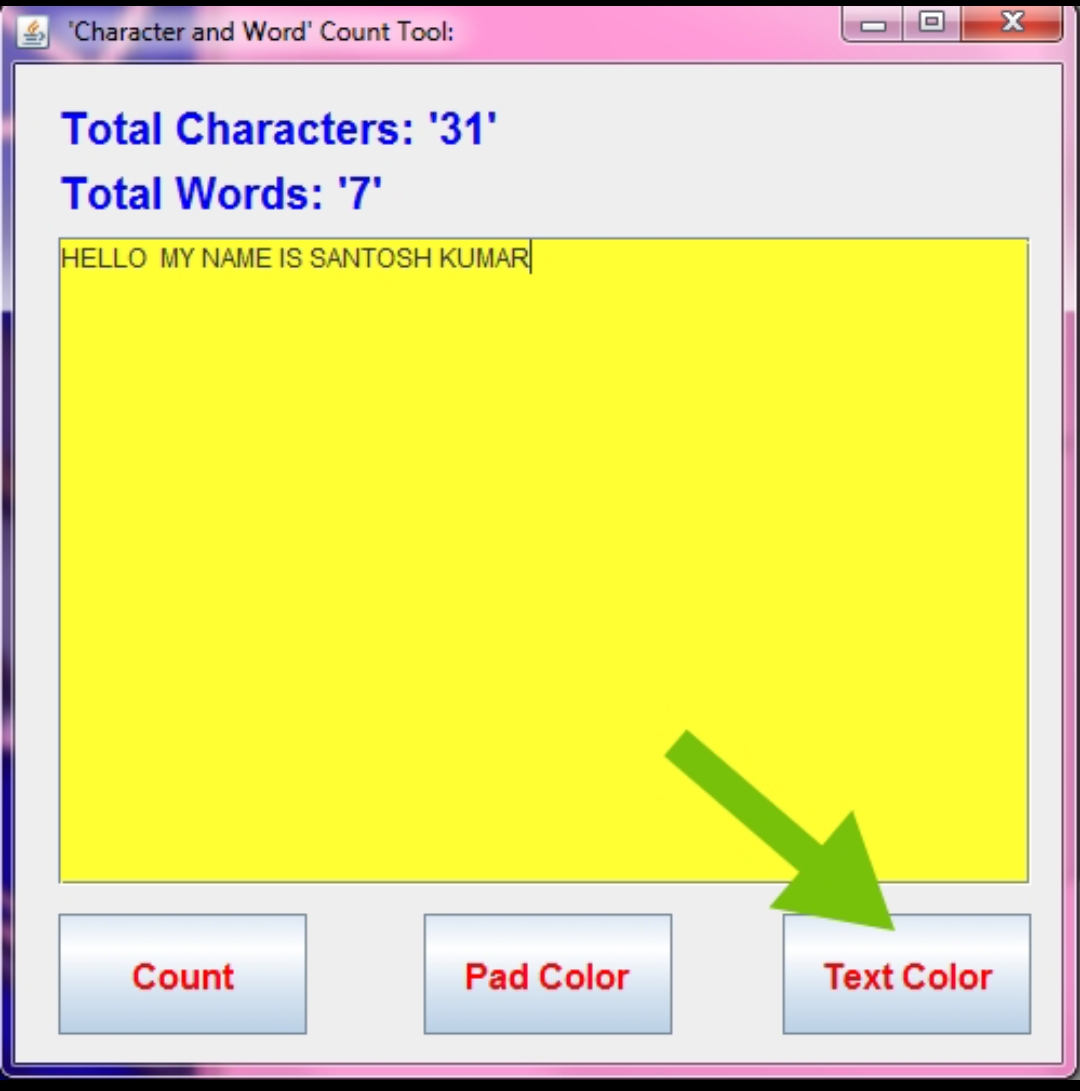 'Character and Word' Count Tool:
Total Characters: '31'
Total Words: '7'
HELLO  MY NAME IS SANTOSH KUMAR
Count
Pad Color
Text Color